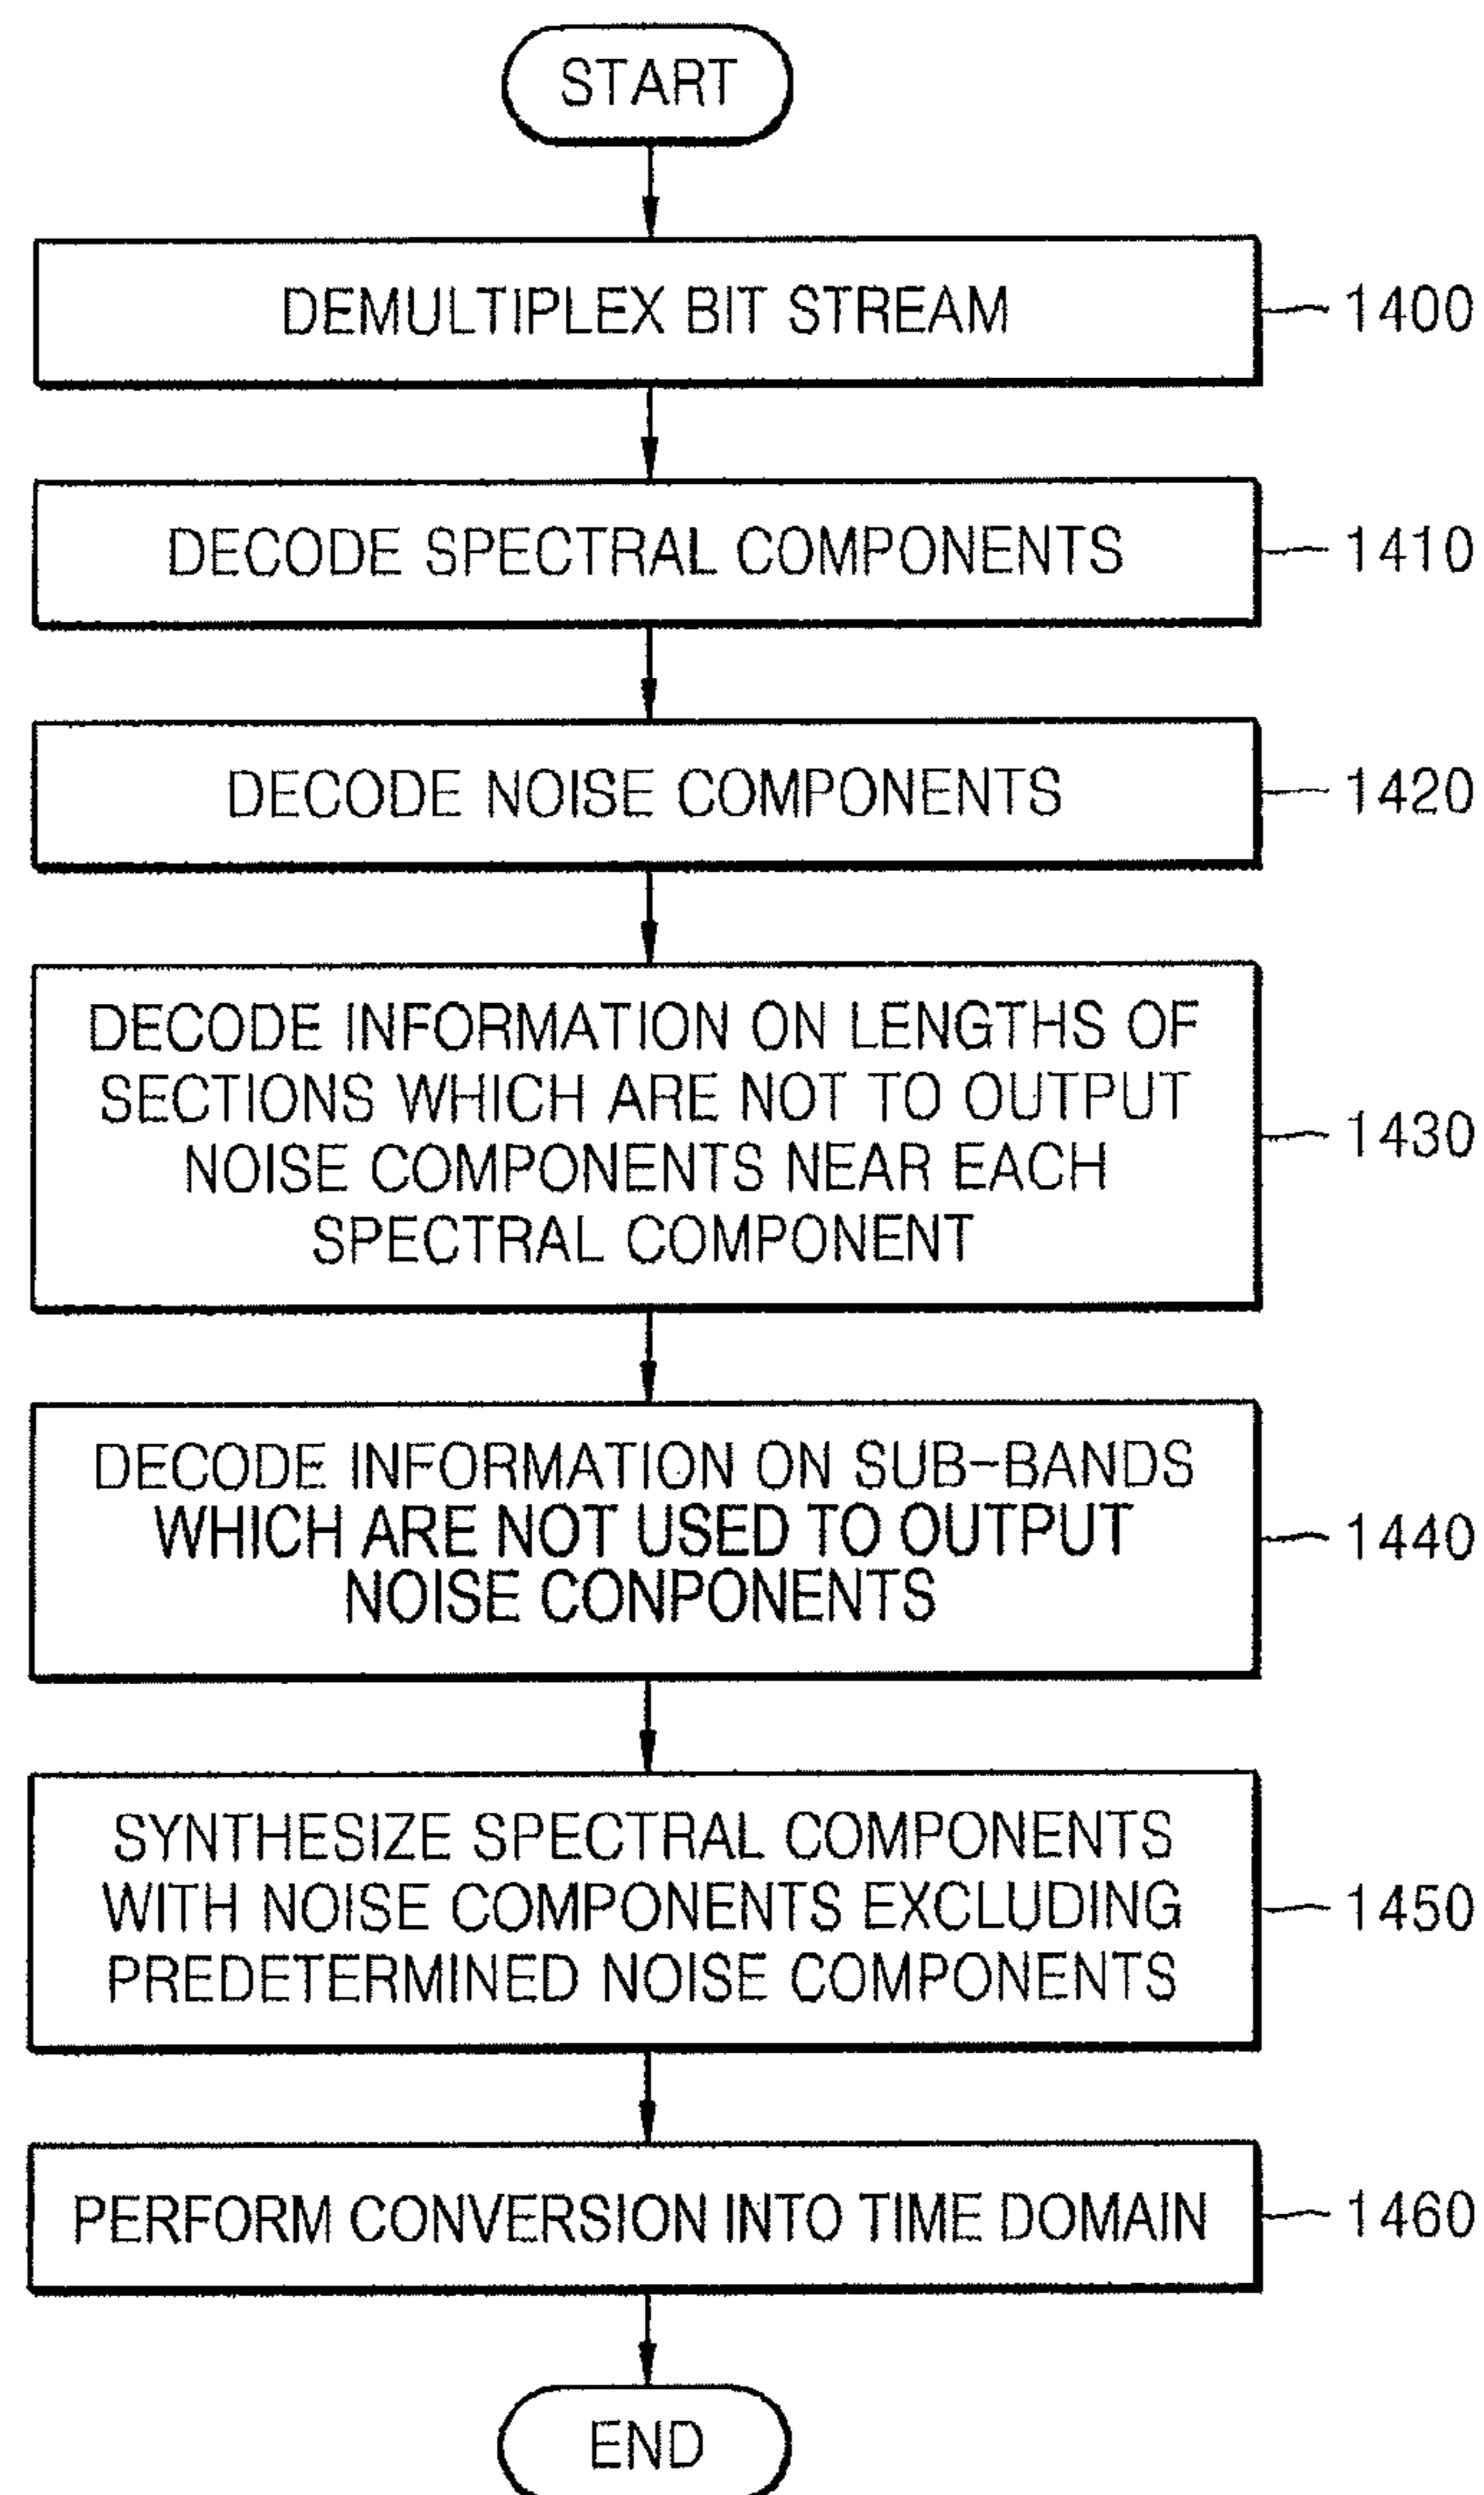 START
DEMULTIPLEX BIT STREAM
1400
DECODE SPECTRAL COMPONENTS
1410
DECODE NOISE COMPONENTS
1420
DECODE INFORMATION ON LENGTHS OF
SECTIONS WHICH ARE NOT TO OUTPUT
NOISE COMPONENTS NEAR EACH
SPECTRAL COMPONENT
1430
DECODE INFORMATION ON SUB-BANDS
WHICH ARE NOT USED TO OUTPUT
NOISE CONPONENTS
1440
SYNTHESIZE SPECTRAL COMPONENTS
WITH NOISE COMPONENTS EXCLUDING
PREDETERMINED NOISE COMPONENTS
1450
PERFORM CONVERSION INTO TIME DOMAIN
1460
END